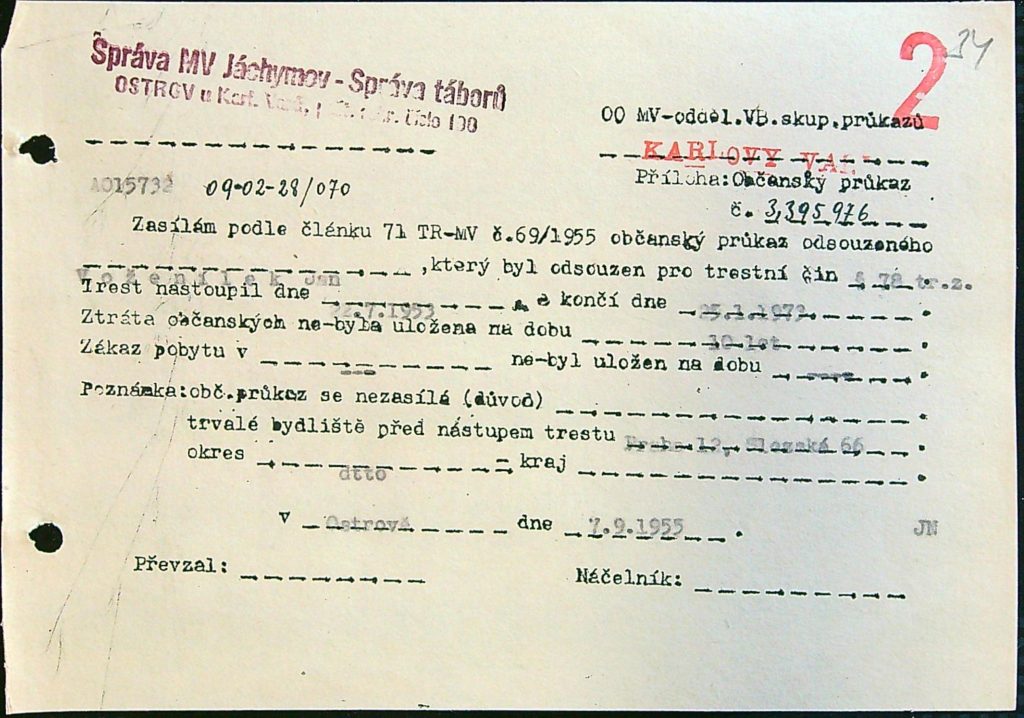 Správa MV Jáchymov - Správa táborů
OSTROV u Karl. Varů, číslo 100
2 34
OO MV-odděl.VB.skup.průkazů
KARLOVY VARY
AO15732 09-02-28/070
Příloha:Občanský průkaz
č. 3,395976
Zasílám podle článku 71 TR-MV č.69/1955 občanský průkaz odsouzeného
Voženílek Jan ,který byl odsouzen pro trestní čin § 78 tr.z.
Trest nastoupil dne 22.7.1953 a končí dne 25.1.1973 .
Ztráta občanských ne-byla uložena na dobu 10 let .
Zákaz pobytu v --- ne-byl uložen na dobu ---- .
Poznámka:obč.průkaz se nezasílá (důvod) .
trvalé bydliště před nástupem trestu Praha 12, Slezská 66 .
okres dtto - kraj .
v Ostrově dne 7.9.1955 . JN
Převzal: Náčelník: